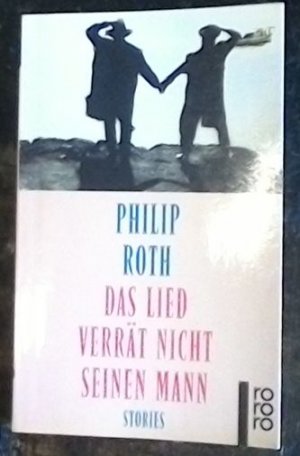 PHILIP
ROTH
DAS LIED
VERRÄT NICHT
SEINEN MANN
STORIES
rororo